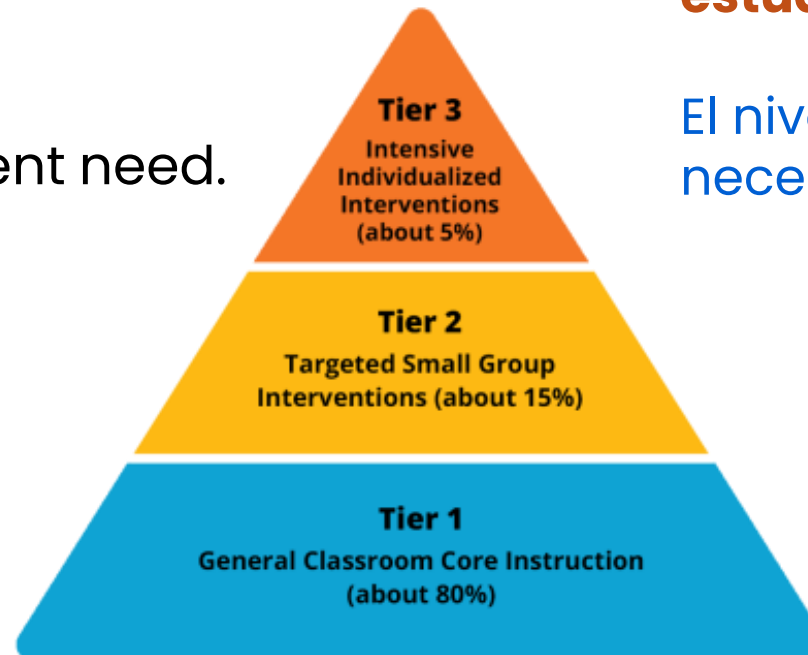 ent need.
Tier 3
Intensive
Individualized
Interventions
(about 5%)
Tier 2
Targeted Small Group
Interventions (about 15%)
Tier 1
General Classroom Core Instruction
(about 80%)
El niv
nece